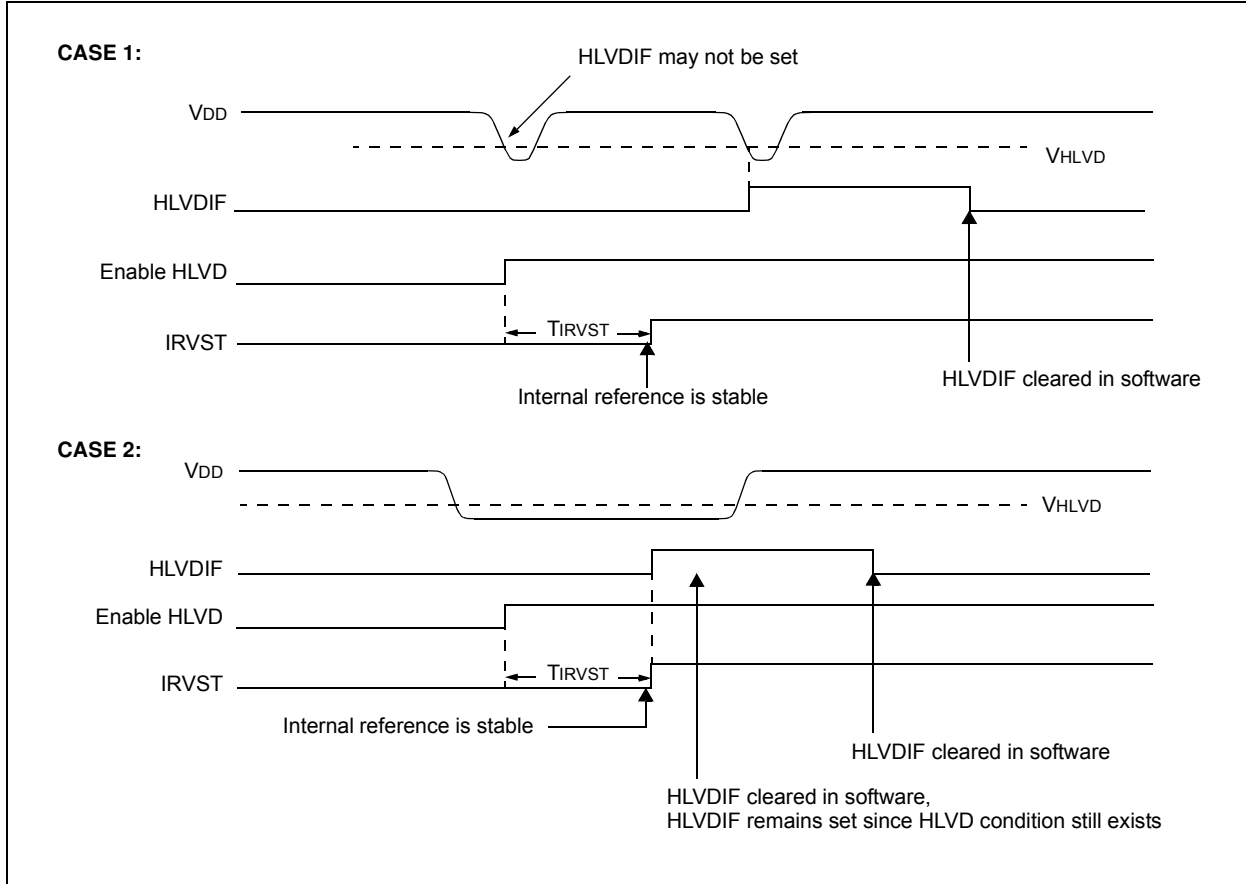 CASE 1:
HLVDIF may not be set
VDD
VHLVD
HLVDIF
Enable HLVD
TIRVST
IRVST
HLVDIF cleared in software
Internal reference is stable
CASE 2:
VDD
VHLVD
HLVDIF
Enable HLVD
TIRVST
IRVST
Internal reference is stable
HLVDIF cleared in software
HLVDIF cleared in software,
HLVDIF remains set since HLVD condition still exists